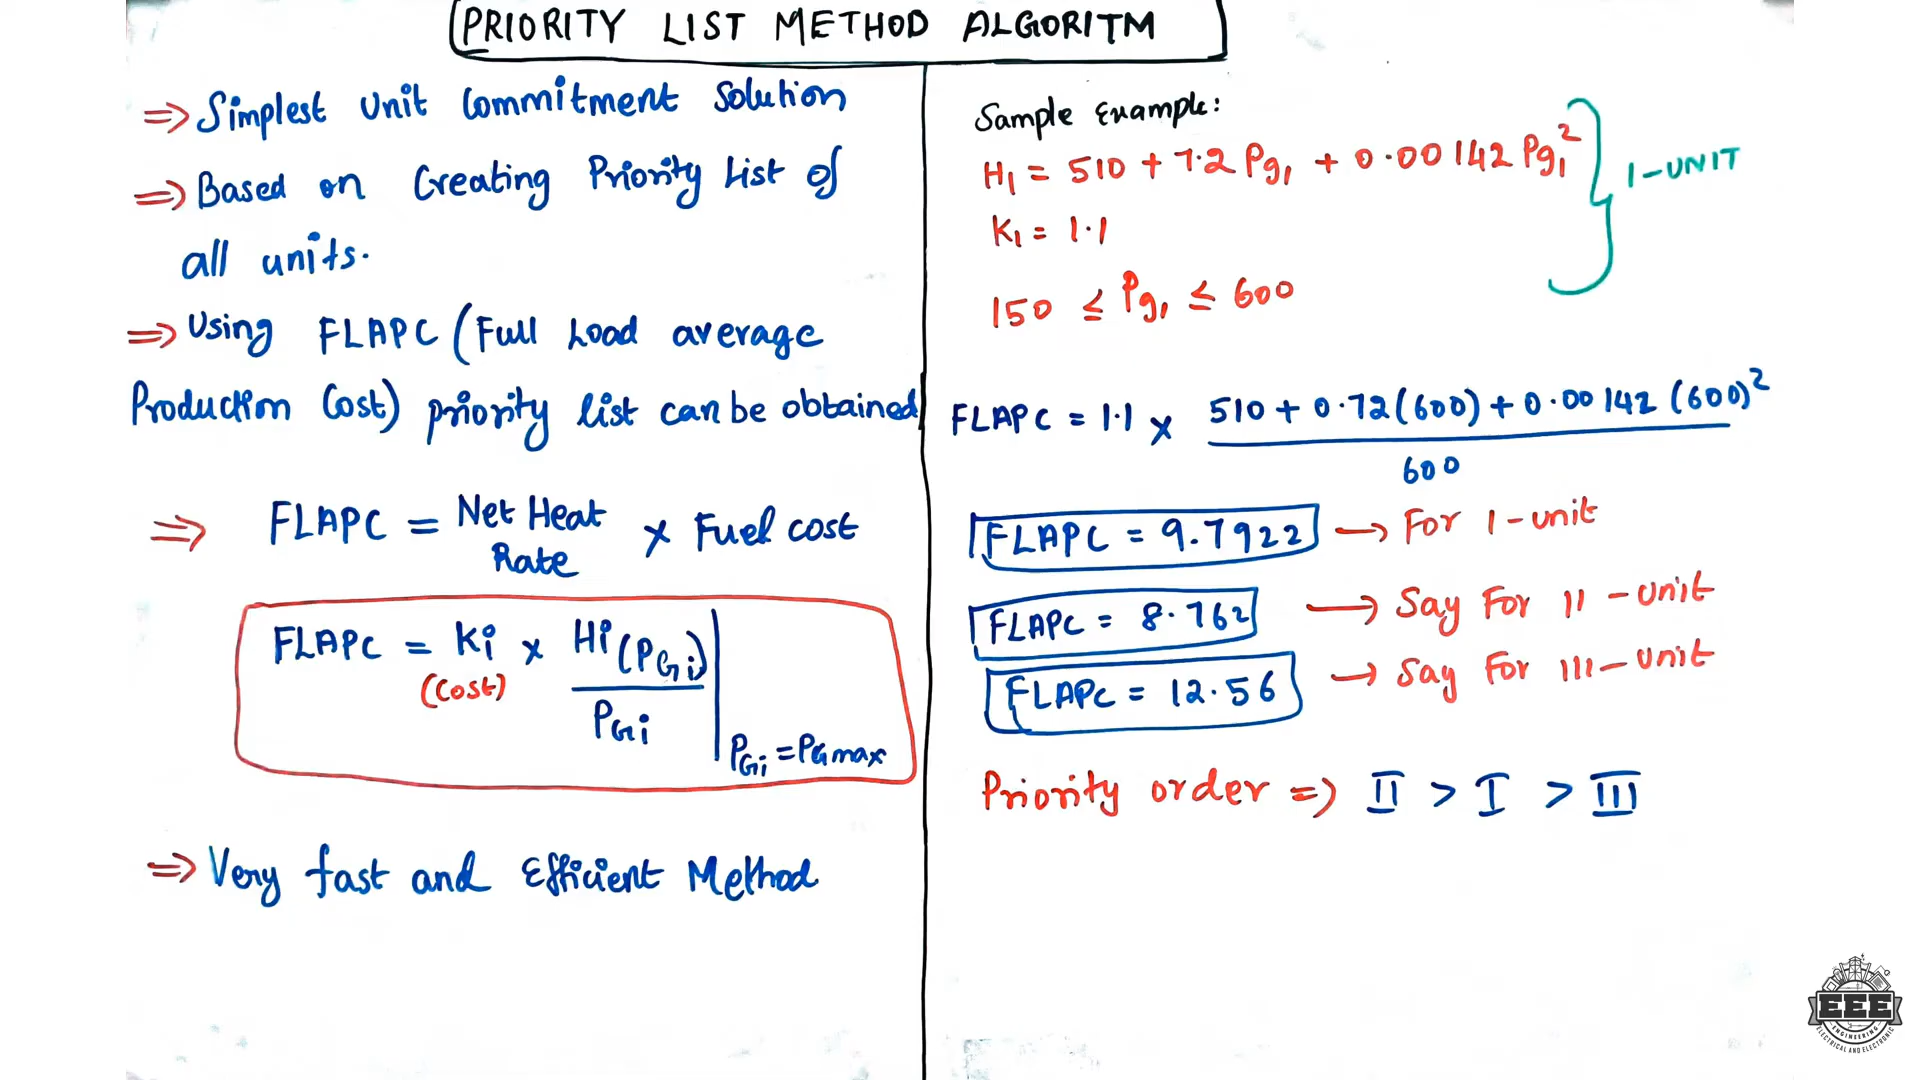 PRIORITY LIST METHOD ALGORITM
⇒ Simplest Unit Commitment Solution
⇒ Based on Creating Priority List of
all units.
⇒ Using FLAPC (Full Load average
Production Cost) priority list can be obtained
⇒ FLAPC = Net Heat Rate × Fuel cost
FLAPC = Ki (cost) × Hi(PGi) / PGi | PGi = PGmax
⇒ Very fast and Efficient Method
Sample Example:
H1 = 510 + 7.2 Pg1 + 0.00142 Pg1²
K1 = 1.1
150 ≤ Pg1 ≤ 600
1-UNIT
FLAPC = 1.1 × 510 + 0.72(600) + 0.00142 (600)² / 600
FLAPC = 9.7922 → For 1-unit
FLAPC = 8.762 → Say For II-unit
FLAPC = 12.56 → Say For III-unit
Priority order ⇒ II > I > III
EEE
ENGINEERING
ELECTRICAL AND ELECTRONIC